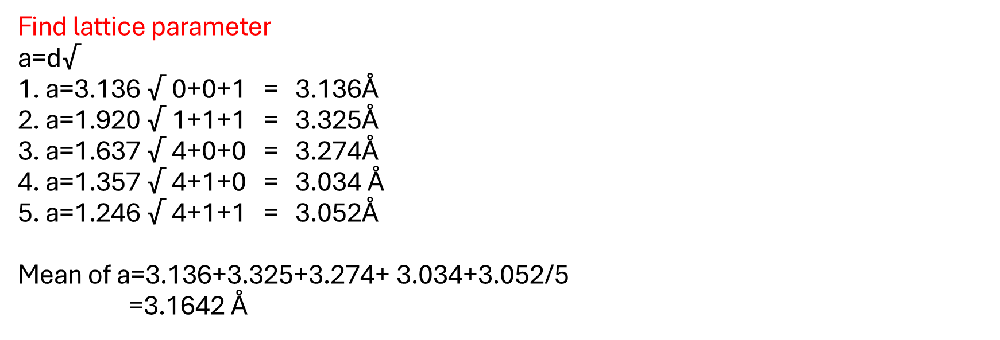 Find lattice parameter
a=d√
1. a=3.136 √ 0+0+1 = 3.136Å
2. a=1.920 √ 1+1+1 = 3.325Å
3. a=1.637 √ 4+0+0 = 3.274Å
4. a=1.357 √ 4+1+0 = 3.034 Å
5. a=1.246 √ 4+1+1 = 3.052Å
Mean of a=3.136+3.325+3.274+ 3.034+3.052/5
=3.1642 Å